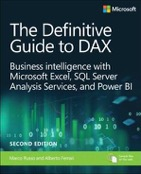 Microsoft
The Definitive
Guide to DAX
Business intelligence with
Microsoft Excel, SQL Server
Analysis Services, and Power BI
SECOND EDITION
Marco Russo and Alberto Ferrari